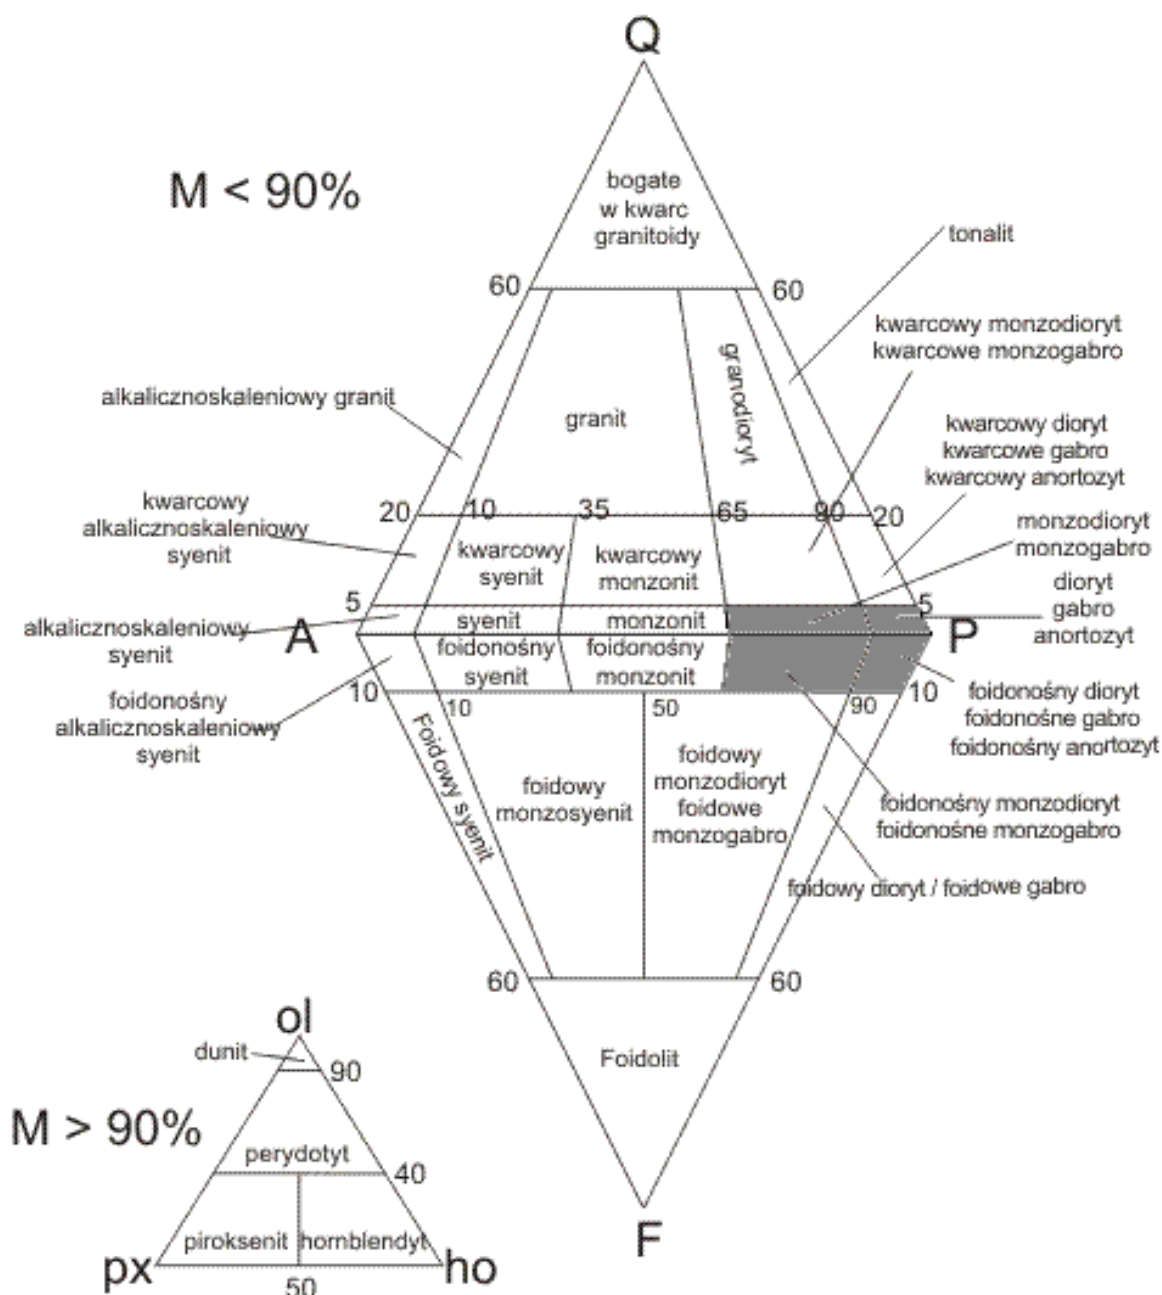 Q
M < 90%
bogate
w kwarc
granitoidy
tonalit
60
60
kwarcowy monzodioryt
kwarcowe monzogabro
granodioryt
alkalicznoskaleniowy granit
granit
kwarcowy dioryt
kwarcowe gabro
kwarcowy anortozyt
kwarcowy
alkalicznoskaleniowy
syenit
20
10
35
65
90
20
monzodioryt
monzogabro
kwarcowy
syenit
kwarcowy
monzonit
5
5
dioryt
gabro
anortozyt
alkalicznoskaleniowy
syenit
A
syenit
monzonit
P
foidonośny
syenit
foidonośny
monzonit
foidonośny
alkalicznoskaleniowy
syenit
10
10
50
90
10
foidonośny dioryt
foidonośne gabro
foidonośny anortozyt
Foidowy syenit
foidowy
monzosyenit
foidowy
monzodioryt
foidowe
monzogabro
foidonośny monzodioryt
foidonośne monzogabro
foidowy dioryt / foidowe gabro
60
60
Foidolit
F
ol
dunit
90
M > 90%
perydotyt
40
piroksenit
hornblendyt
px
50
ho